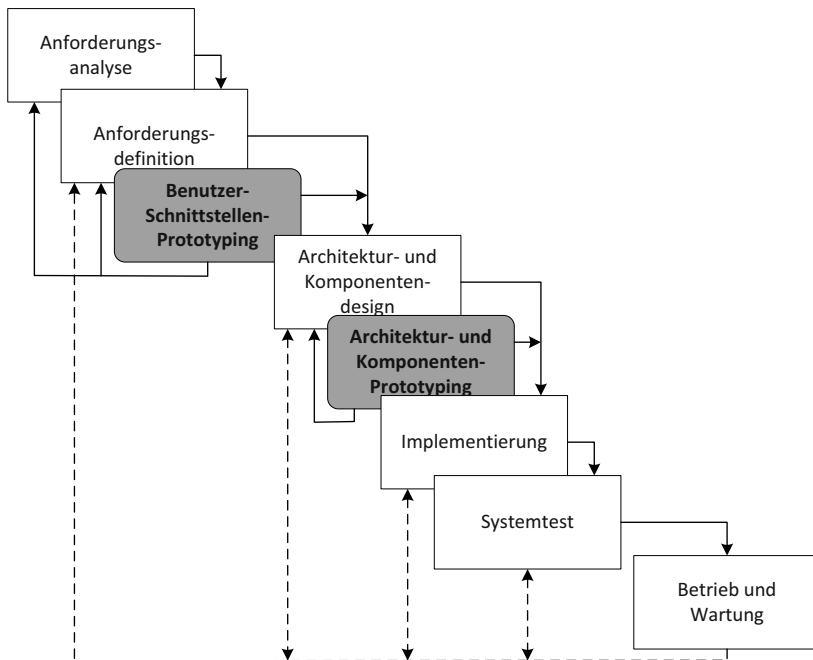 Anforderungs-
analyse
Anforderungs-
definition
Benutzer-
Schnittstellen-
Prototyping
Architektur- und
Komponenten-
design
Architektur- und
Komponenten-
Prototyping
Implementierung
Systemtest
Betrieb und
Wartung